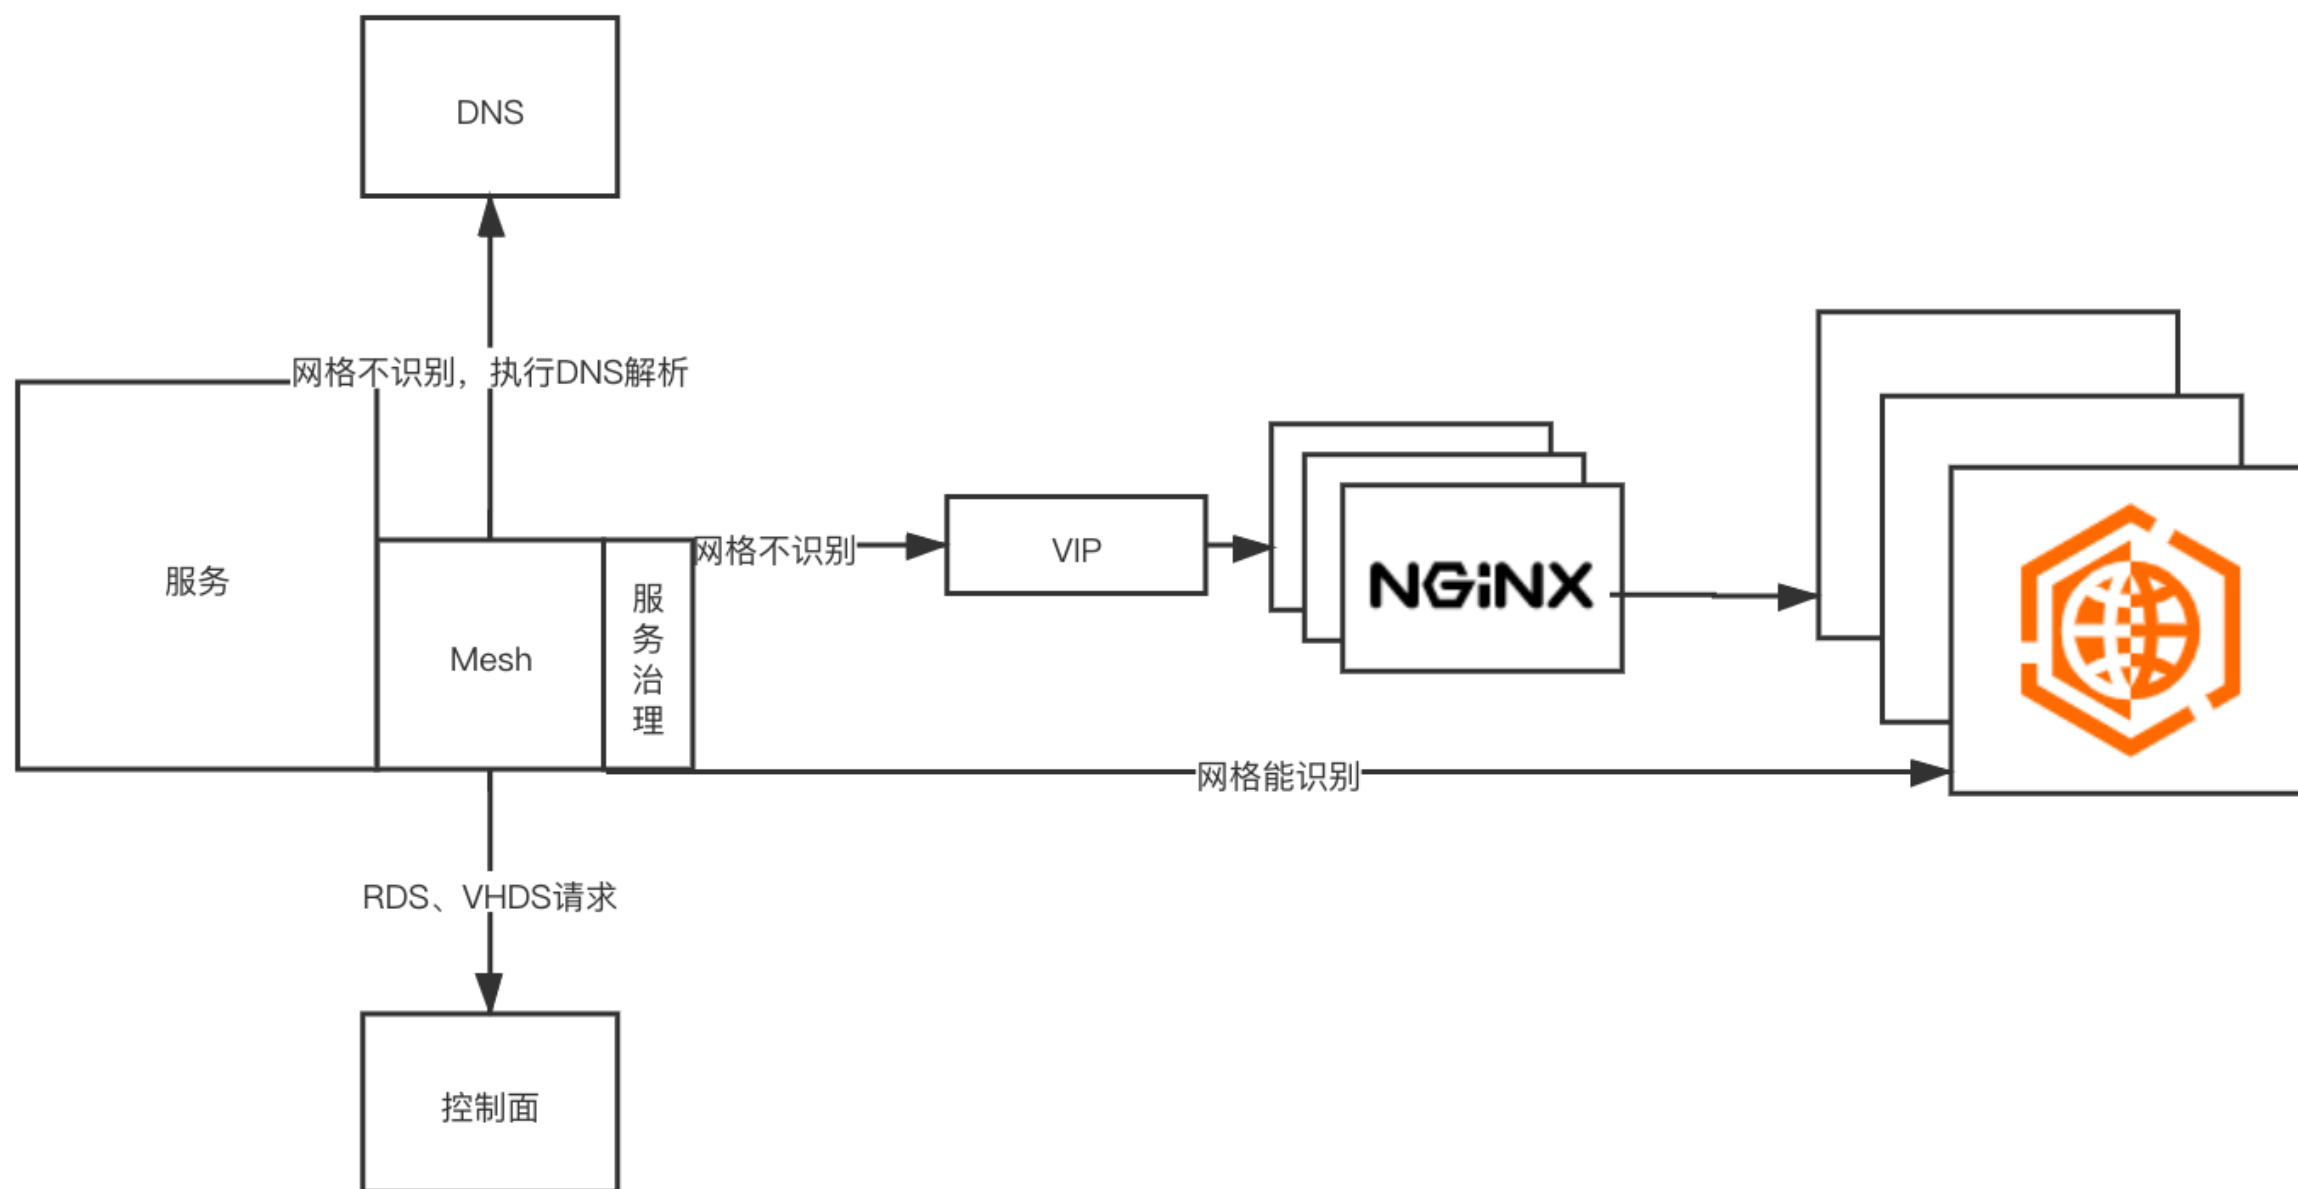 DNS
网格不识别，执行DNS解析
服务
Mesh
服
务
治
理
网格不识别
VIP
NGiNX
网格能识别
RDS、VHDS请求
控制面